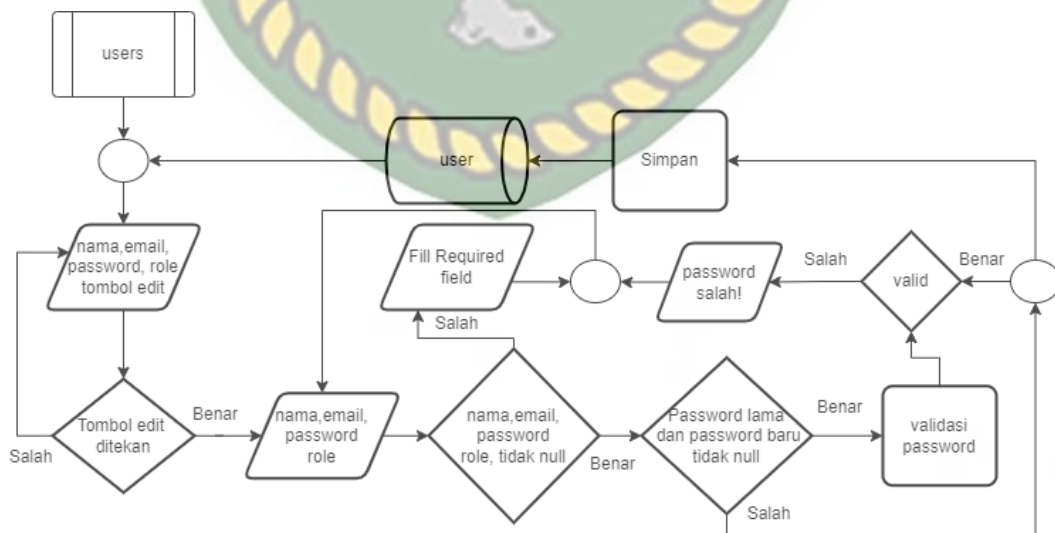 users
user
Simpan
nama,email,
password, role
tombol edit
Fill Required
field
password
salah!
Salah
valid
Benar
Salah
Tombol edit
ditekan
Benar
Salah
nama,email,
password
role
nama,email,
password
role, tidak null
Benar
Password lama
dan password baru
tidak null
Benar
validasi
password
Salah